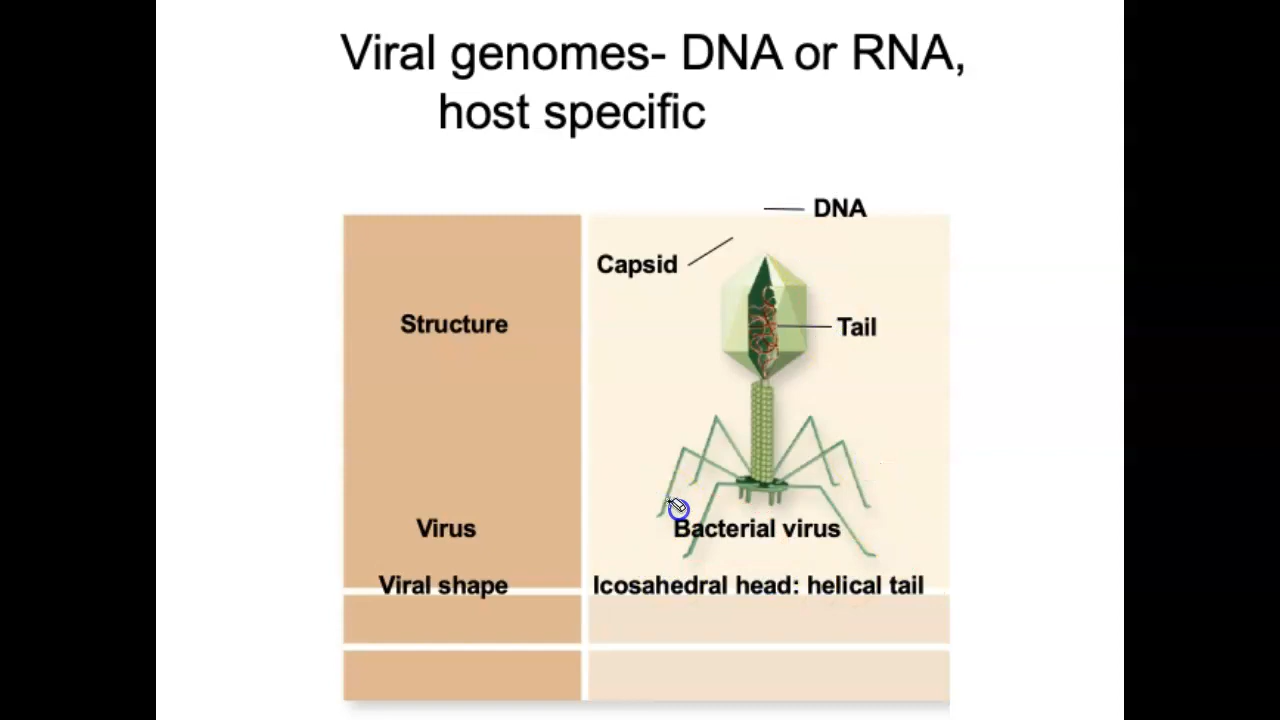 Viral genomes- DNA or RNA,
host specific
DNA
Capsid
Structure
Tail
Virus
Bacterial virus
Viral shape
Icosahedral head: helical tail